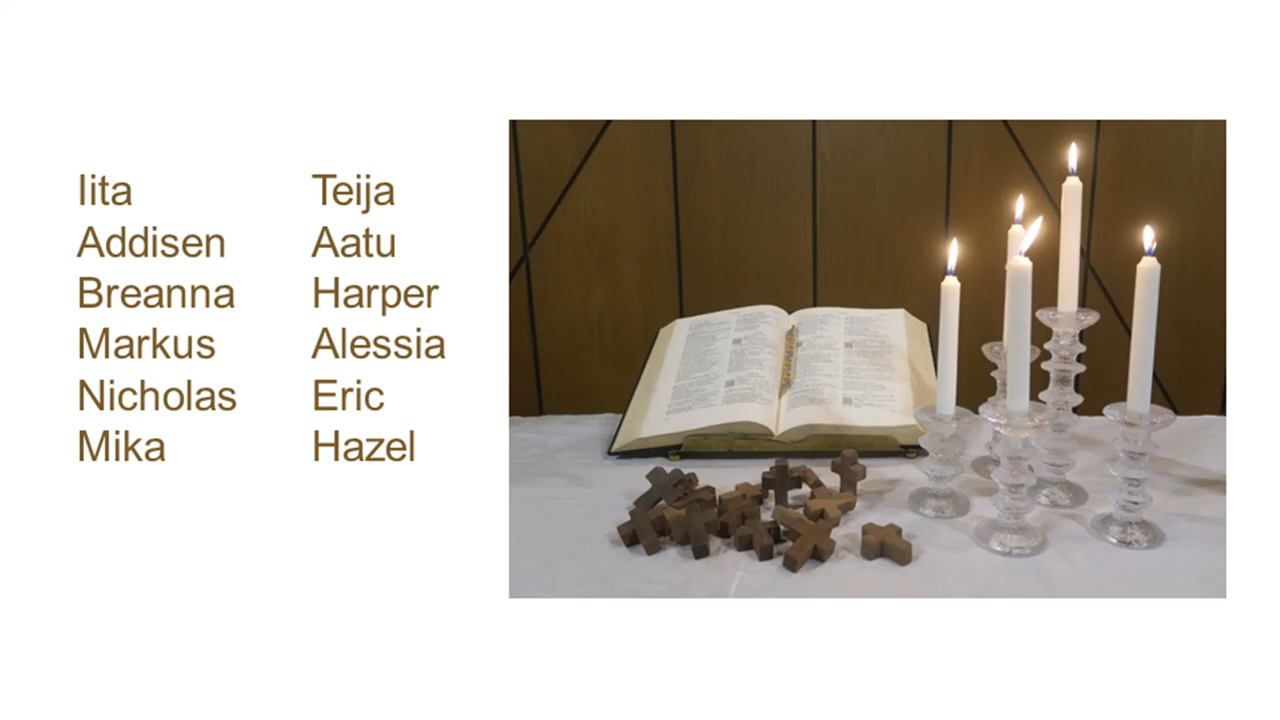 Iita
Addisen
Breanna
Markus
Nicholas
Mika
Teija
Aatu
Harper
Alessia
Eric
Hazel